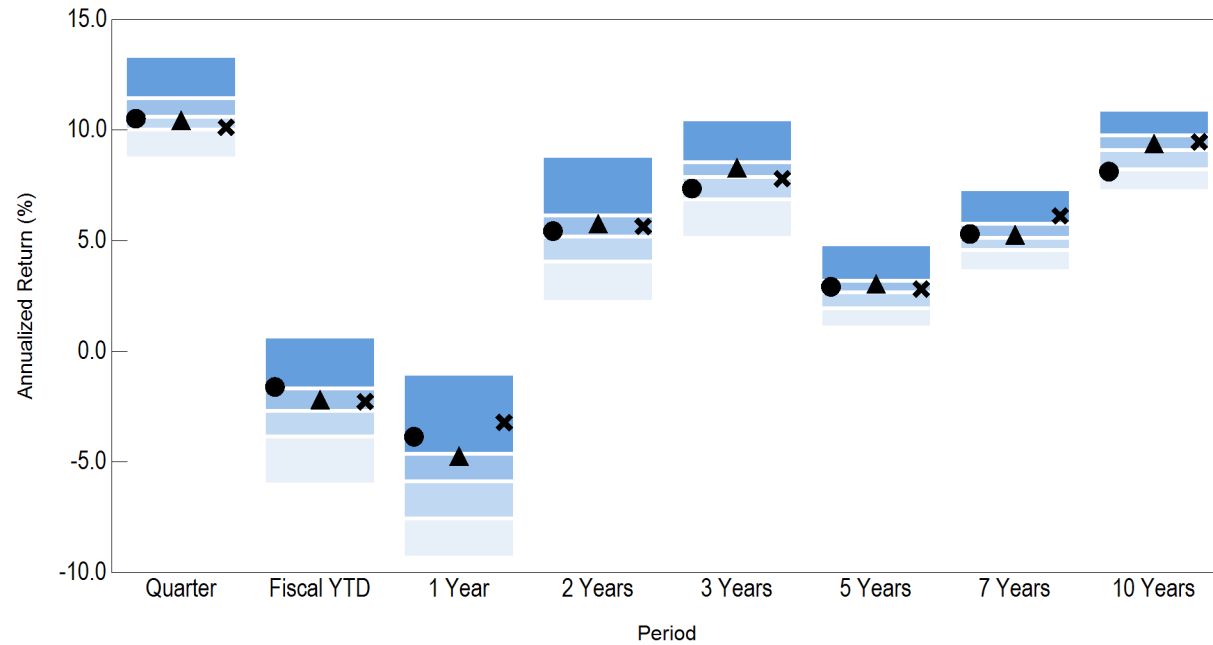 Annualized Return (%)
15.0
10.0
5.0
0.0
-5.0
-10.0
Quarter Fiscal YTD 1 Year 2 Years 3 Years 5 Years 7 Years 10 Years
Period